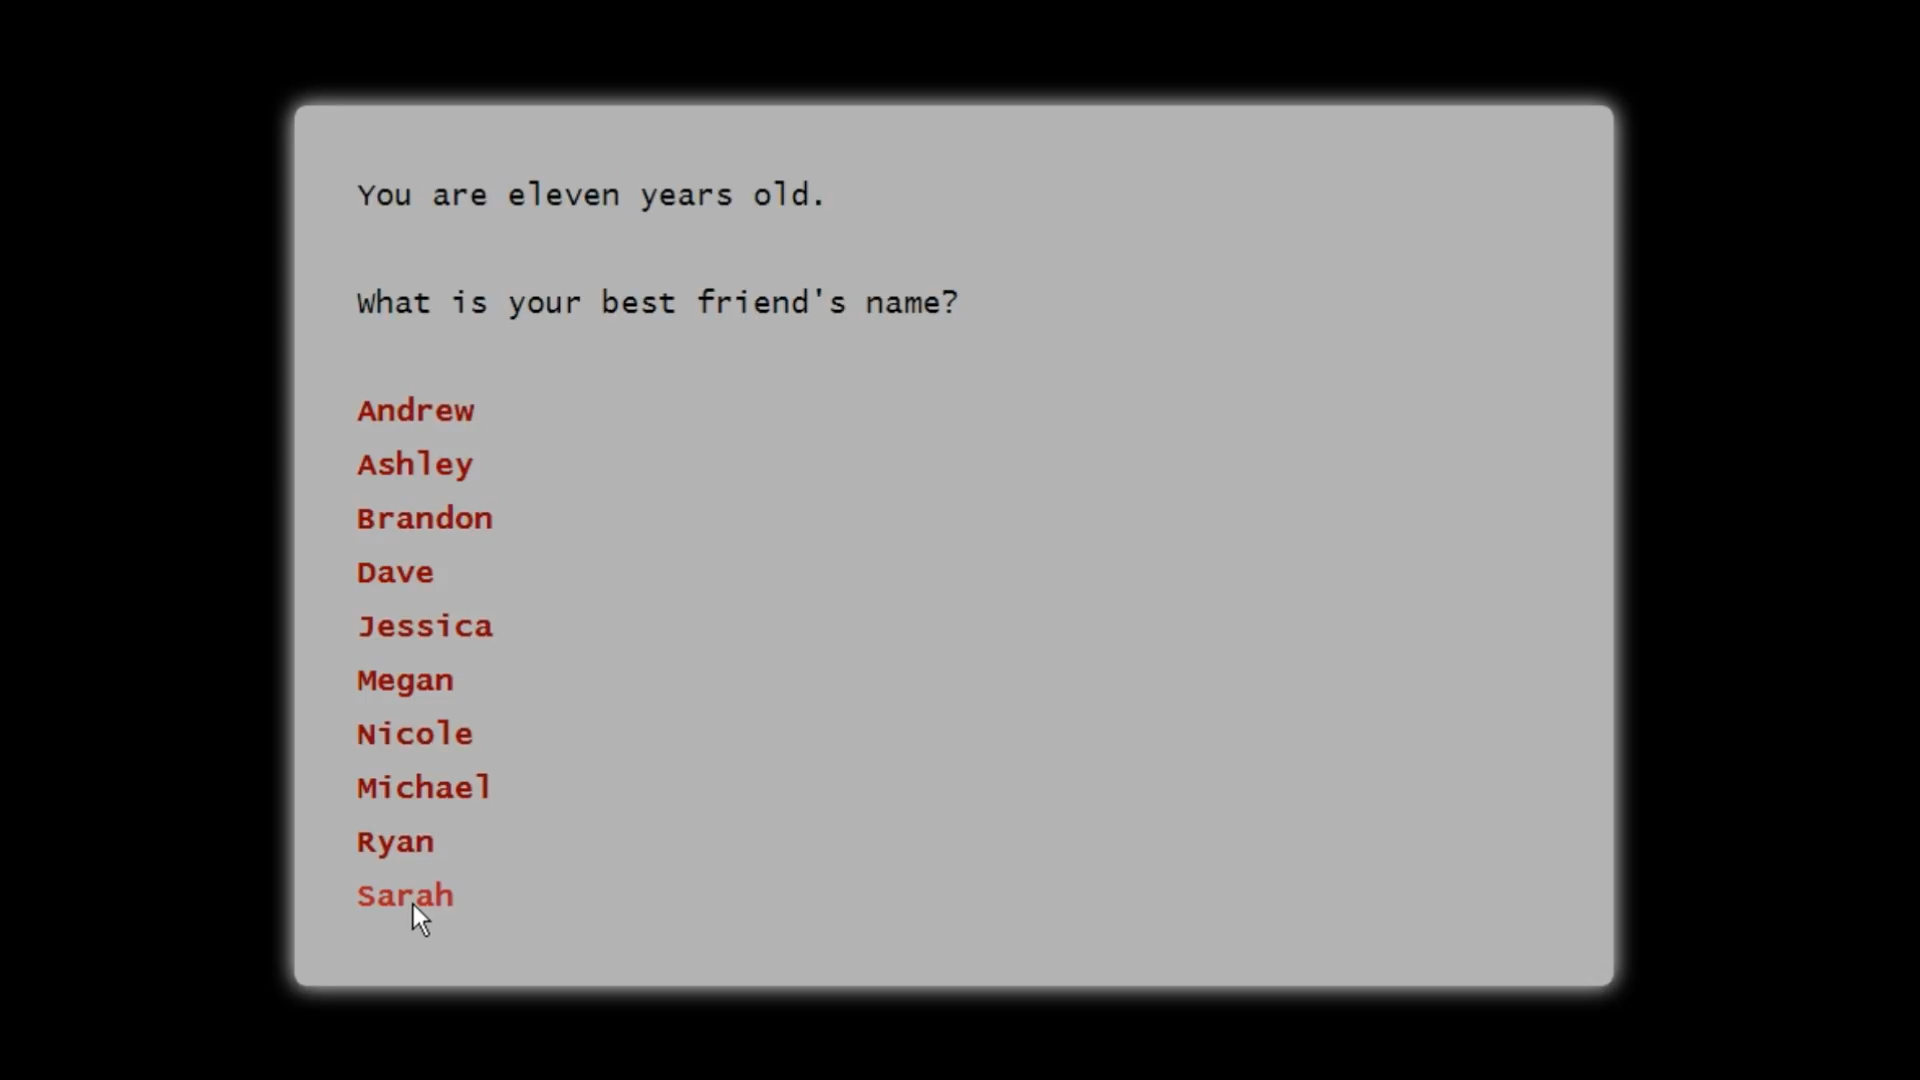 You are eleven years old.
What is your best friend's name?
Andrew
Ashley
Brandon
Dave
Jessica
Megan
Nicole
Michael
Ryan
Sarah